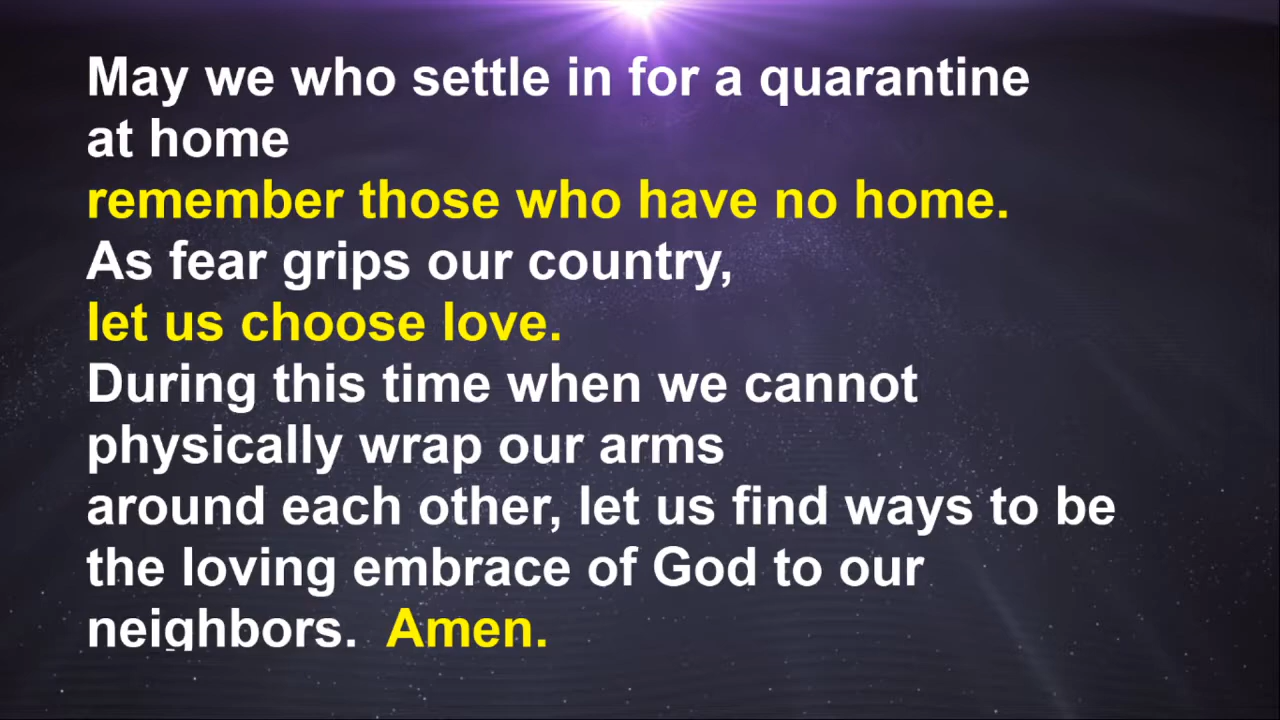 May we who settle in for a quarantine
at home
remember those who have no home.
As fear grips our country,
let us choose love.
During this time when we cannot
physically wrap our arms
around each other, let us find ways to be
the loving embrace of God to our
neighbors.  Amen.